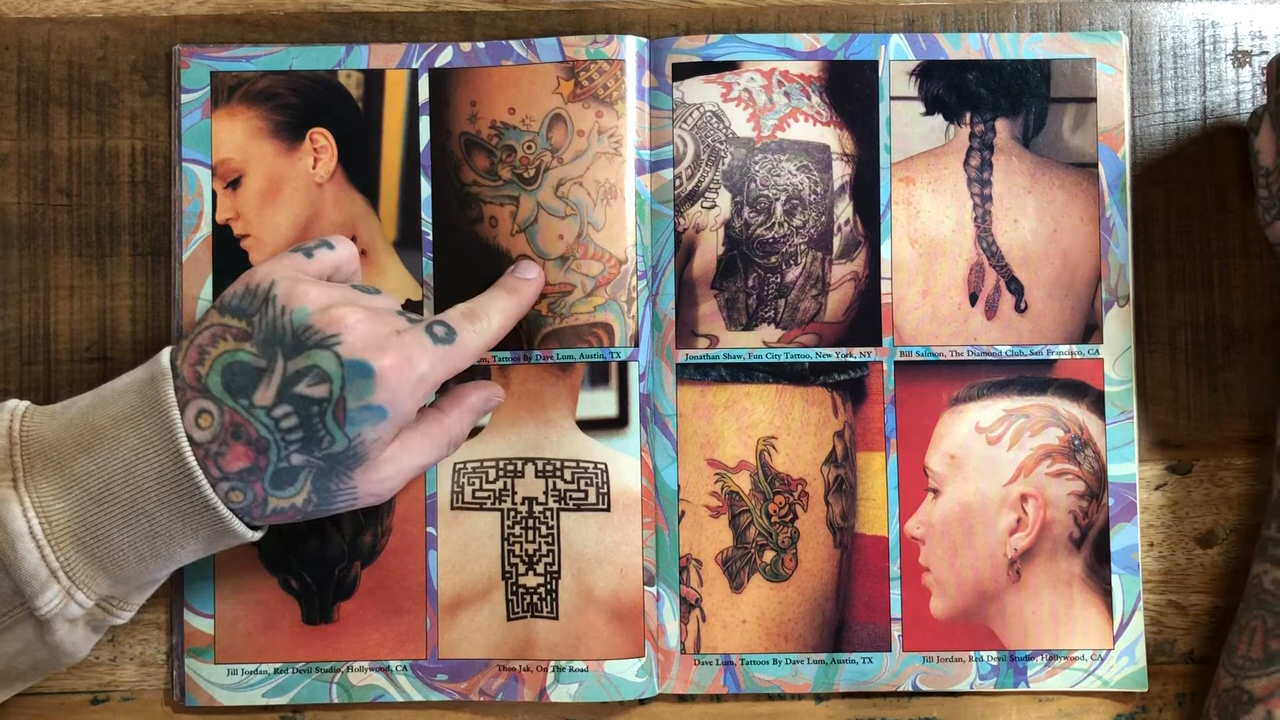 Tattoos By Dave Lum, Austin, TX
Jonathan Shaw, Fun City Tattoo, New York, NY
Bill Salmon, The Diamond Club, San Francisco, CA
Jill Jordan, Red Devil Studio, Hollywood, CA
Theo Jak, On The Road
Dave Lum, Tattoos By Dave Lum, Austin, TX
Jill Jordan, Red Devil Studio, Hollywood, CA